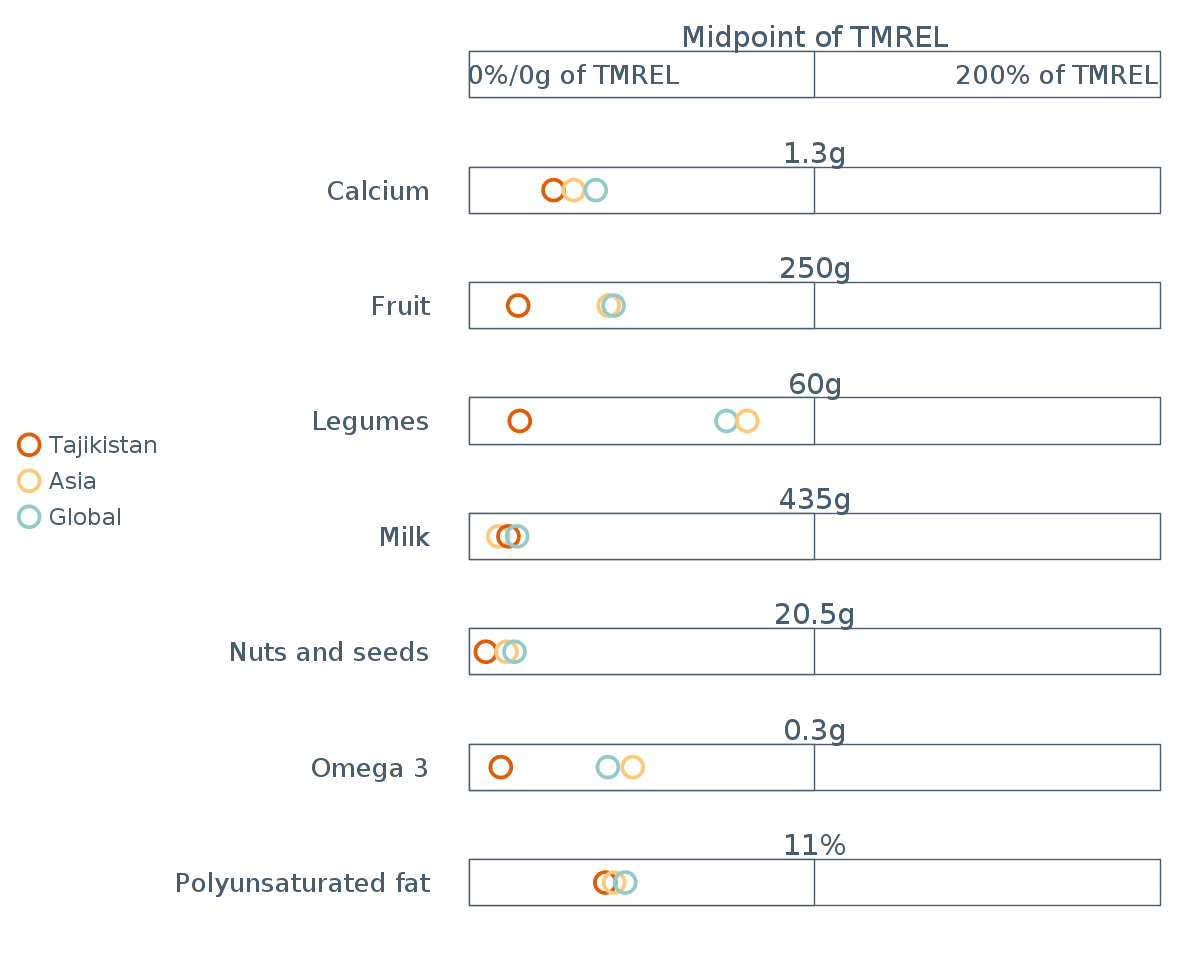 Midpoint of TMREL
0%/0g of TMREL
200% of TMREL
1.3g
Calcium
250g
Fruit
60g
Legumes
Tajikistan
Asia
Global
435g
Milk
20.5g
Nuts and seeds
0.3g
Omega 3
11%
Polyunsaturated fat